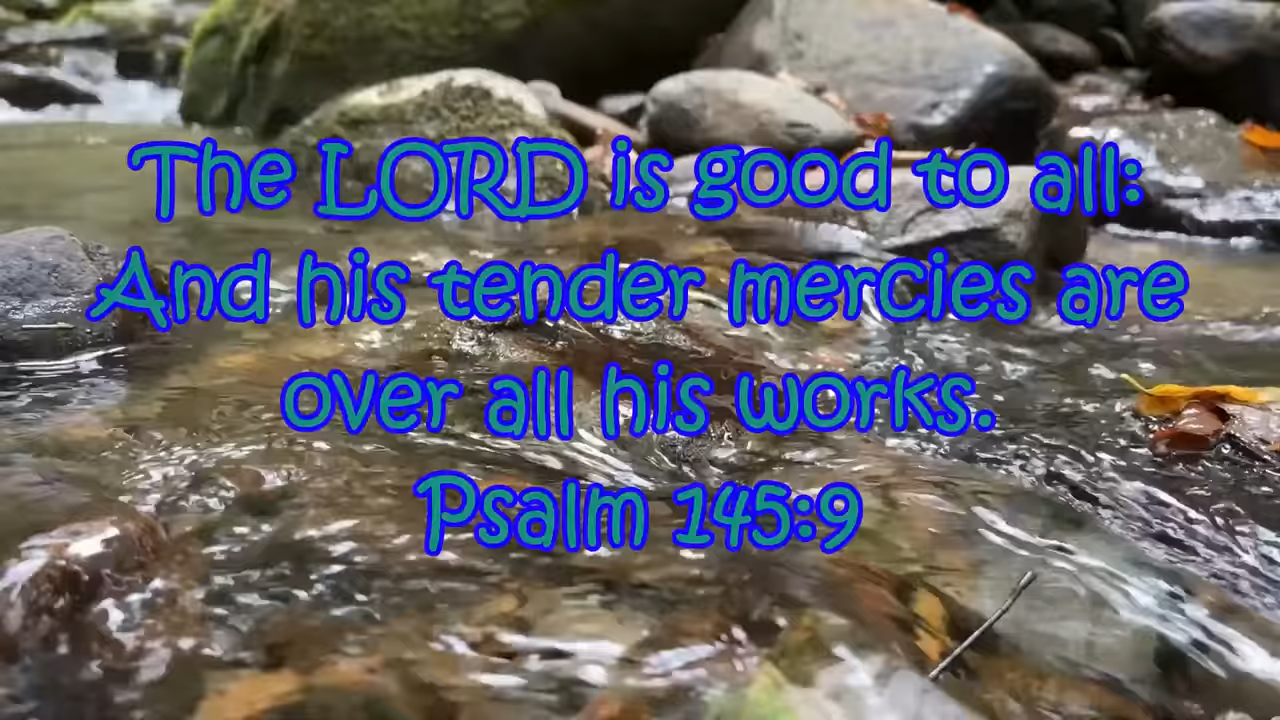 The LORD is good to all:
And his tender mercies are
over all his works.
Psalm 145:9